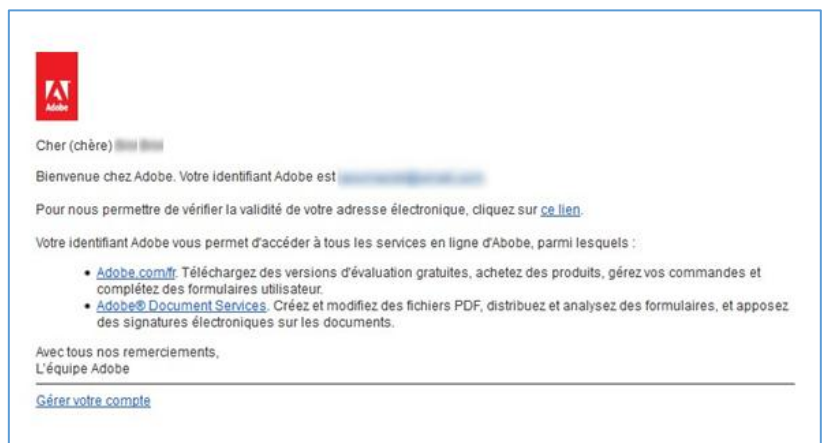 Adobe
Cher (chère)
Bienvenue chez Adobe. Votre identifiant Adobe est
Pour nous permettre de vérifier la validité de votre adresse électronique, cliquez sur ce lien.
Votre identifiant Adobe vous permet d'accéder à tous les services en ligne d'Abobe, parmi lesquels :
• Adobe.com/fr. Téléchargez des versions d'évaluation gratuites, achetez des produits, gérez vos commandes et
complétez des formulaires utilisateur.
• Adobe® Document Services. Créez et modifiez des fichiers PDF, distribuez et analysez des formulaires, et apposez
des signatures électroniques sur les documents.
Avec tous nos remerciements,
L'équipe Adobe
Gérer votre compte